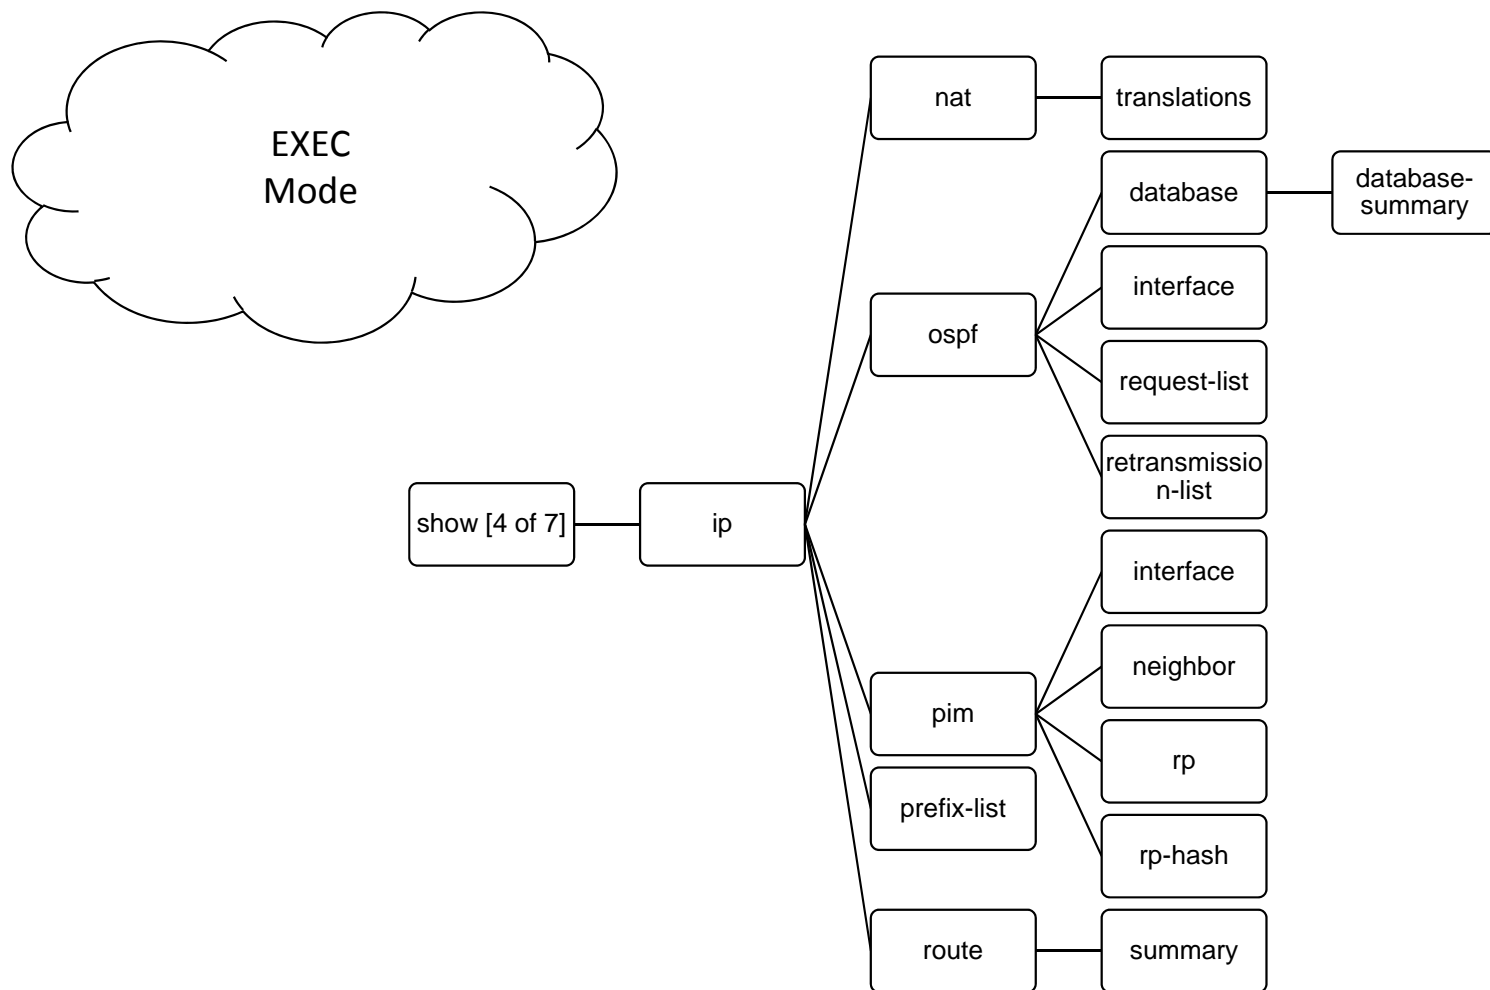 EXEC
Mode
nat
translations
database
database-
summary
interface
ospf
request-list
retransmissio
n-list
show [4 of 7]
ip
interface
neighbor
pim
rp
prefix-list
rp-hash
route
summary